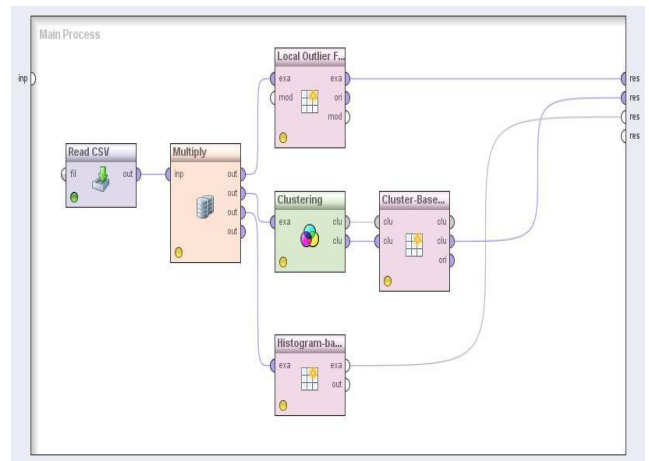 Main Process
inp
res
res
res
res
Local Outlier F...
exa exa
mod ori
mod
Read CSV
fil out
Multiply
inp out
out
out
out
Clustering
exa clu
clu
Cluster-Base...
clu clu
clu clu
ori
Histogram-ba...
exa exa
out